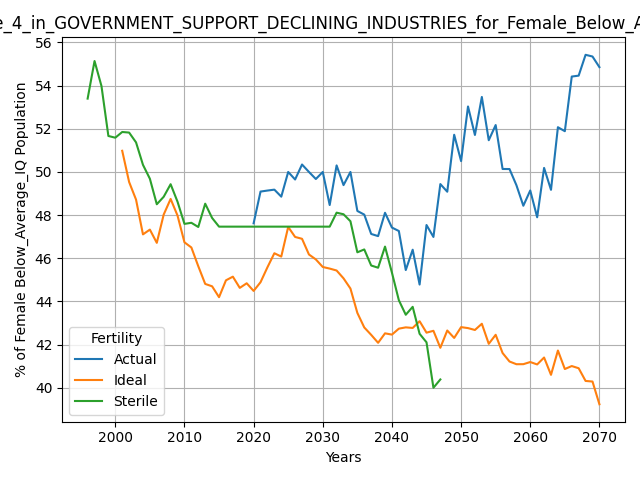 e_4_in_GOVERNMENT_SUPPORT_DECLINING_INDUSTRIES_for_Female_Below_A
56
54
52
50
48
46
44
42
40
% of Female Below_Average_IQ Population
Fertility
Actual
Ideal
Sterile
2000 2010 2020 2030 2040 2050 2060 2070
Years